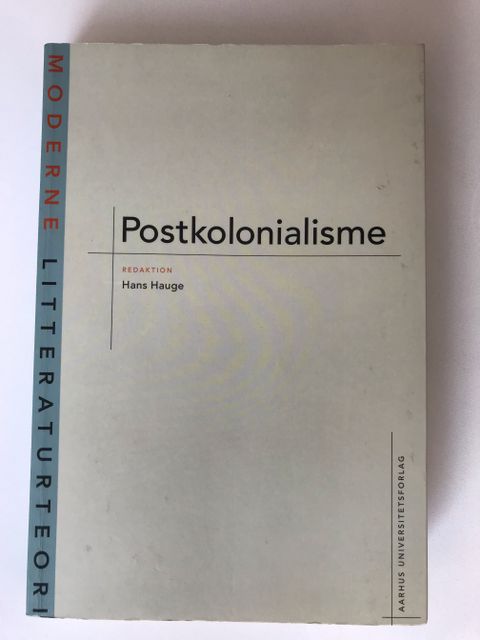 MODERNE LITTERATURTEORI
Postkolonialisme
REDAKTION
Hans Hauge
AARHUS UNIVERSITETSFORLAG